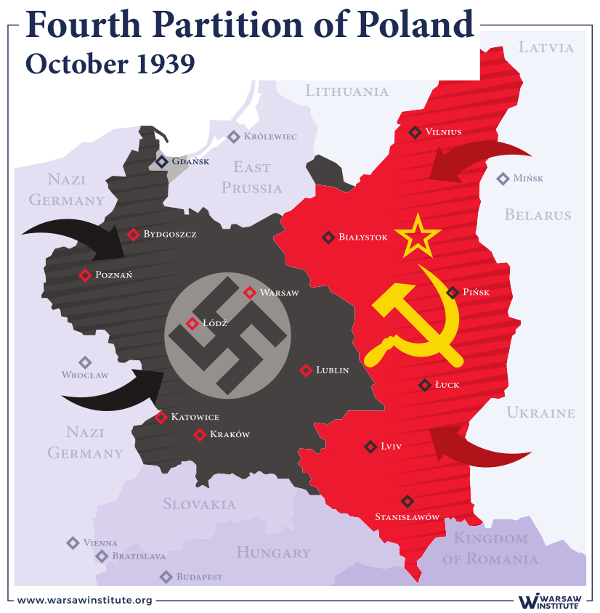 Fourth Partition of Poland
October 1939
LATVIA
LITHUANIA
VILNIUS
KRÓLEWIEC
GDAŃSK
EAST
PRUSSIA
MIŃSK
NAZI
GERMANY
BELARUS
BYDGOSZCZ
BIAŁYSTOK
POZNAŃ
WARSAW
PIŃSK
ŁÓDŹ
WROCŁAW
LUBLIN
ŁUCK
UKRAINE
KATOWICE
KRAKÓW
NAZI
GERMANY
LVIV
SLOVAKIA
STANISŁAWÓW
VIENNA
BRATISLAVA
HUNGARY
KINGDOM
OF ROMANIA
BUDAPEST
www.warsawinstitute.org
WARSAW
INSTITUTE